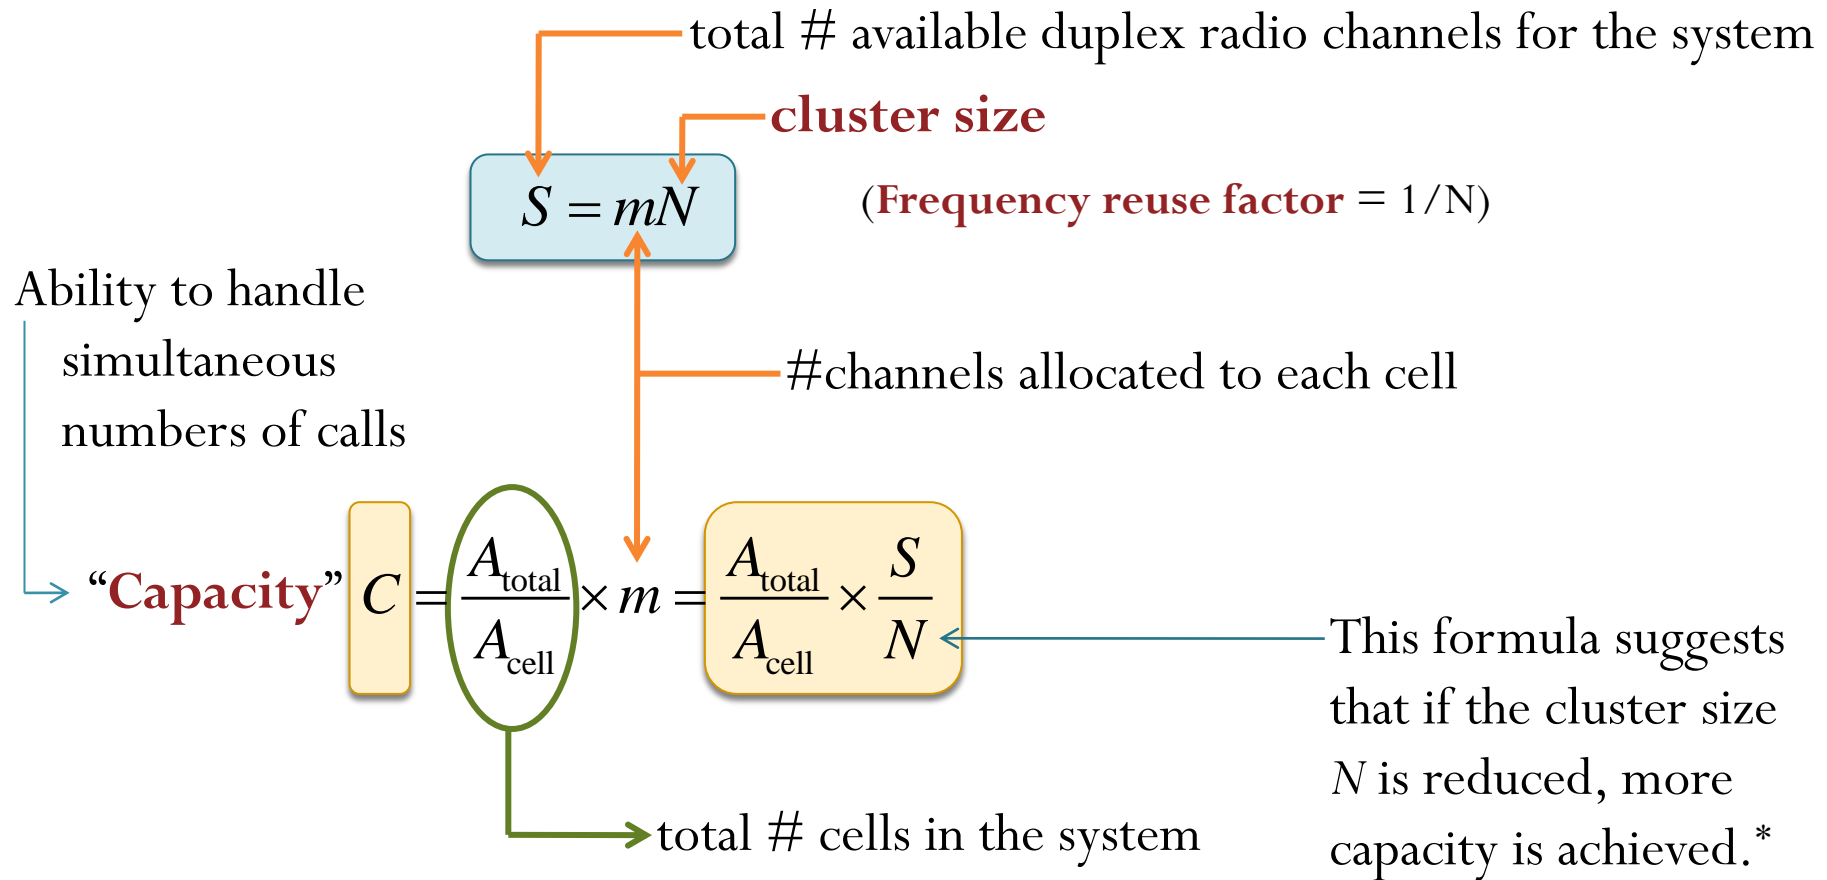 total # available duplex radio channels for the system
cluster size
S = mN
(Frequency reuse factor = 1/N)
Ability to handle
simultaneous
numbers of calls
#channels allocated to each cell
“Capacity” C = A_total / A_cell × m = A_total / A_cell × S / N
This formula suggests
that if the cluster size
N is reduced, more
capacity is achieved.*
total # cells in the system